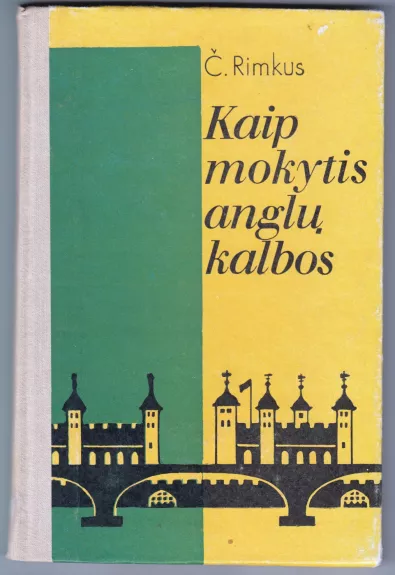 Č. Rimkus
Kaip
mokytis
anglų
kalbos